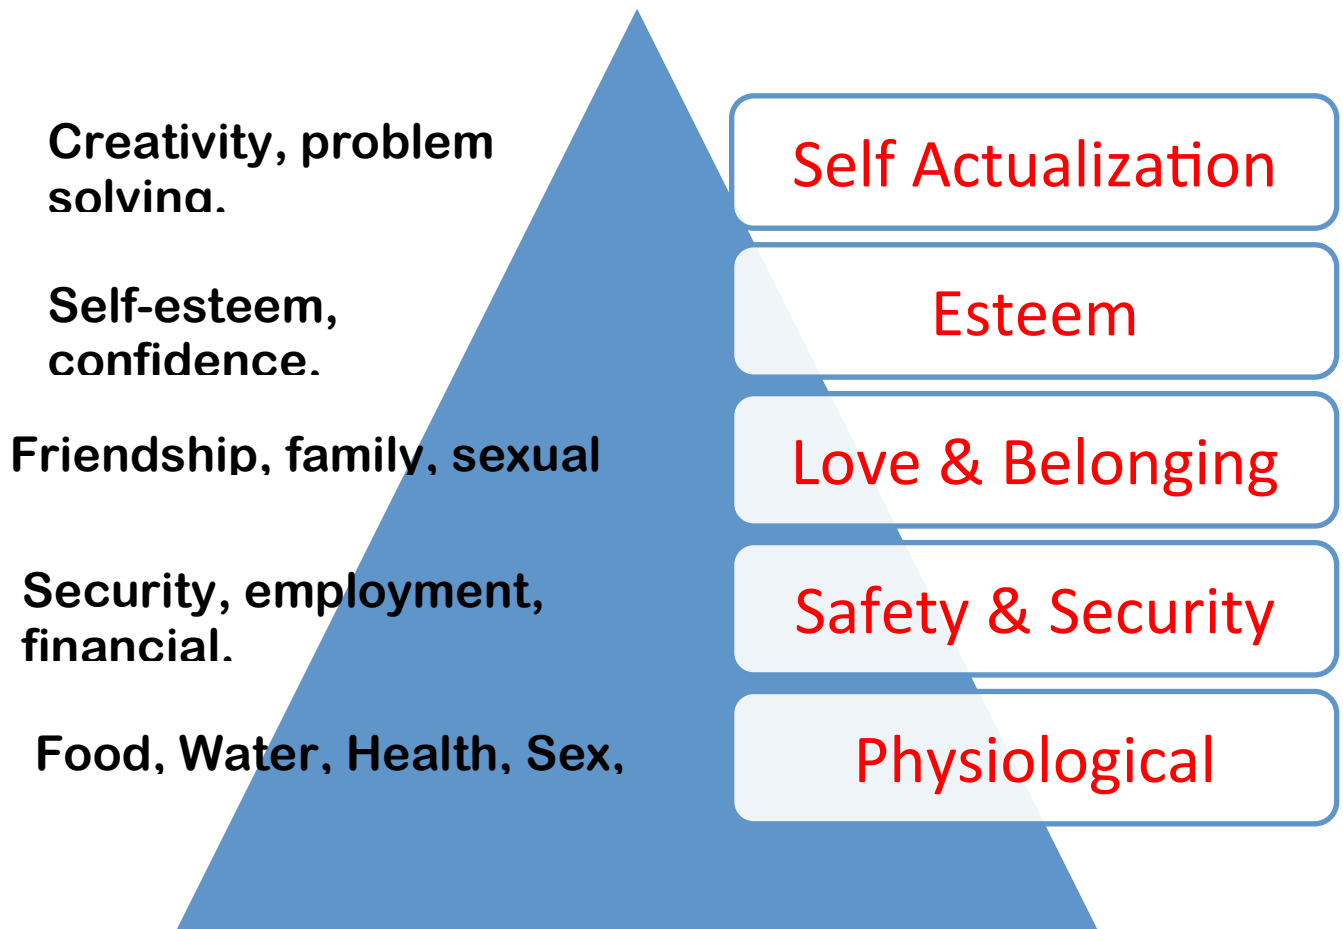 Creativity, problem
solving,
Self Actualization
Self-esteem,
confidence,
Esteem
Friendship, family, sexual
Love & Belonging
Security, employment,
financial,
Safety & Security
Food, Water, Health, Sex,
Physiological